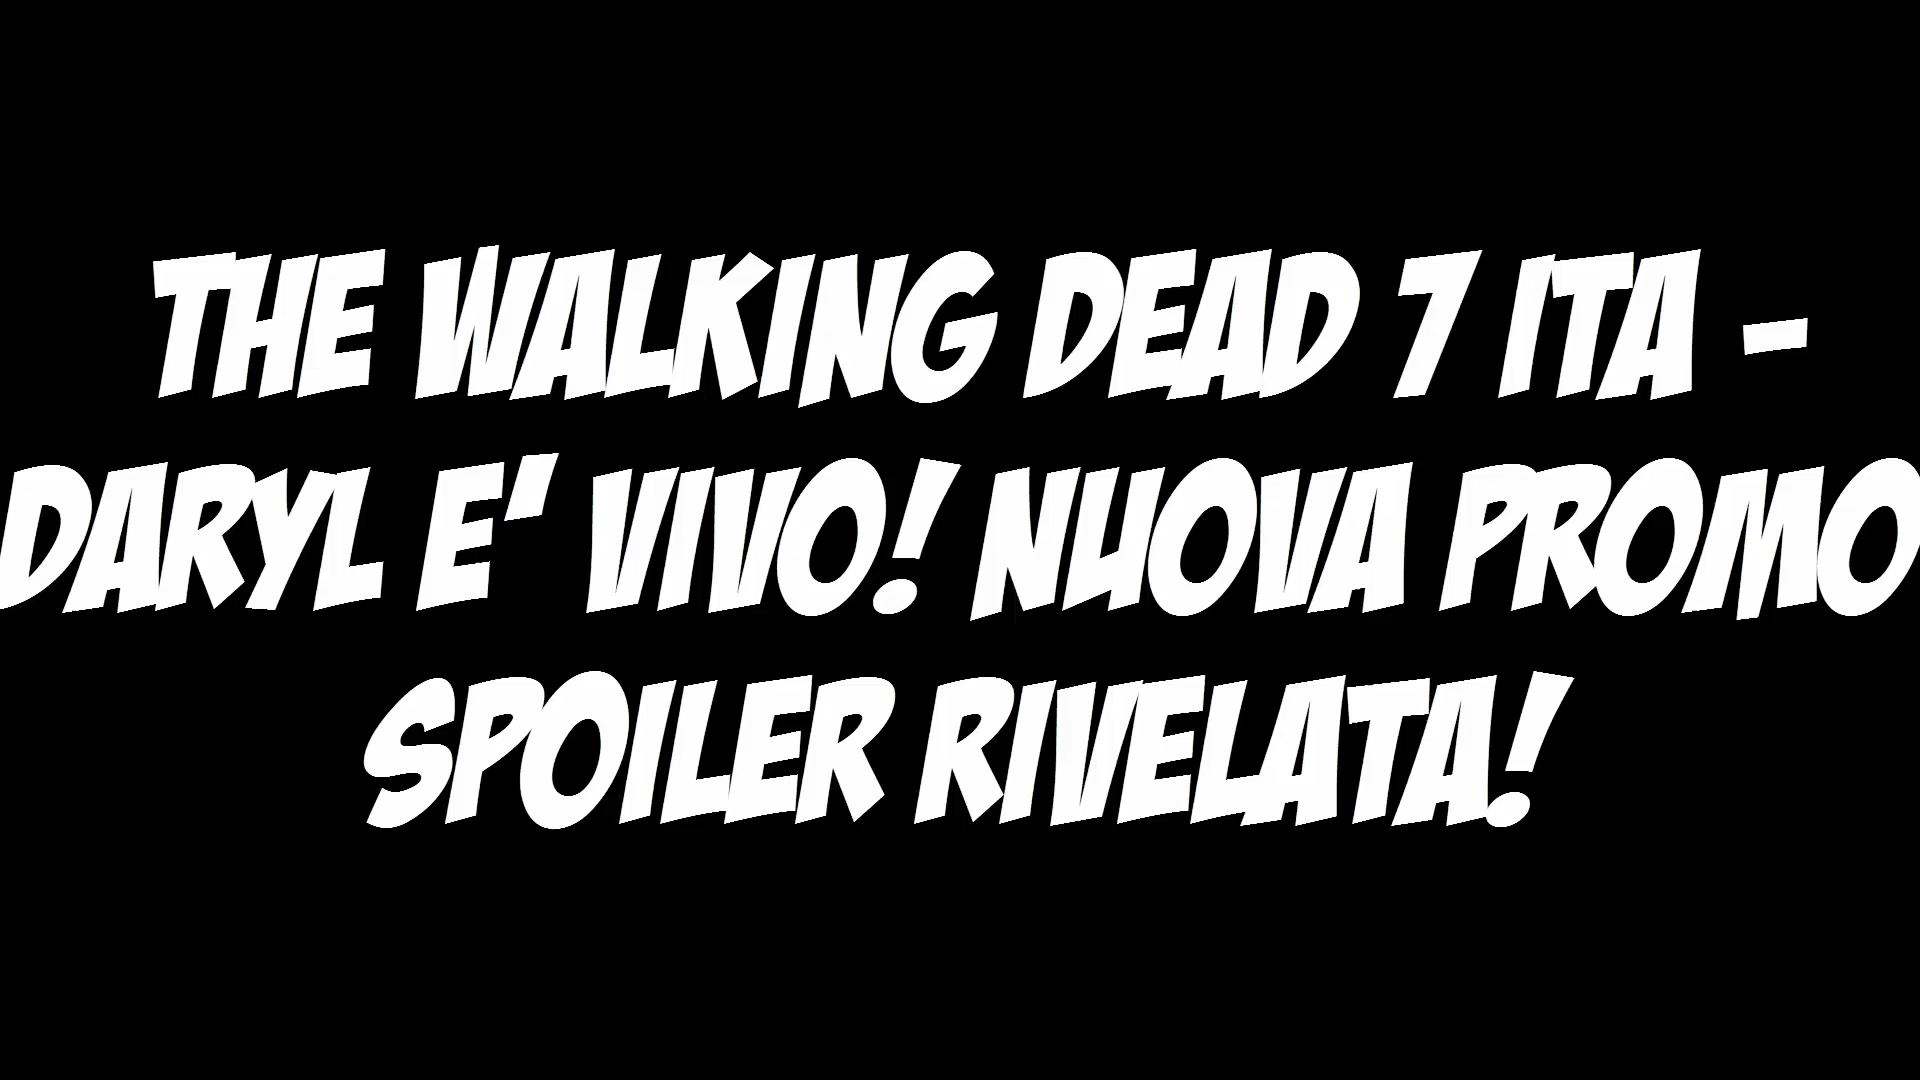 THE WALKING DEAD 7 ITA -
DARYL E' VIVO! NUOVA PROMO
SPOILER RIVELATA!